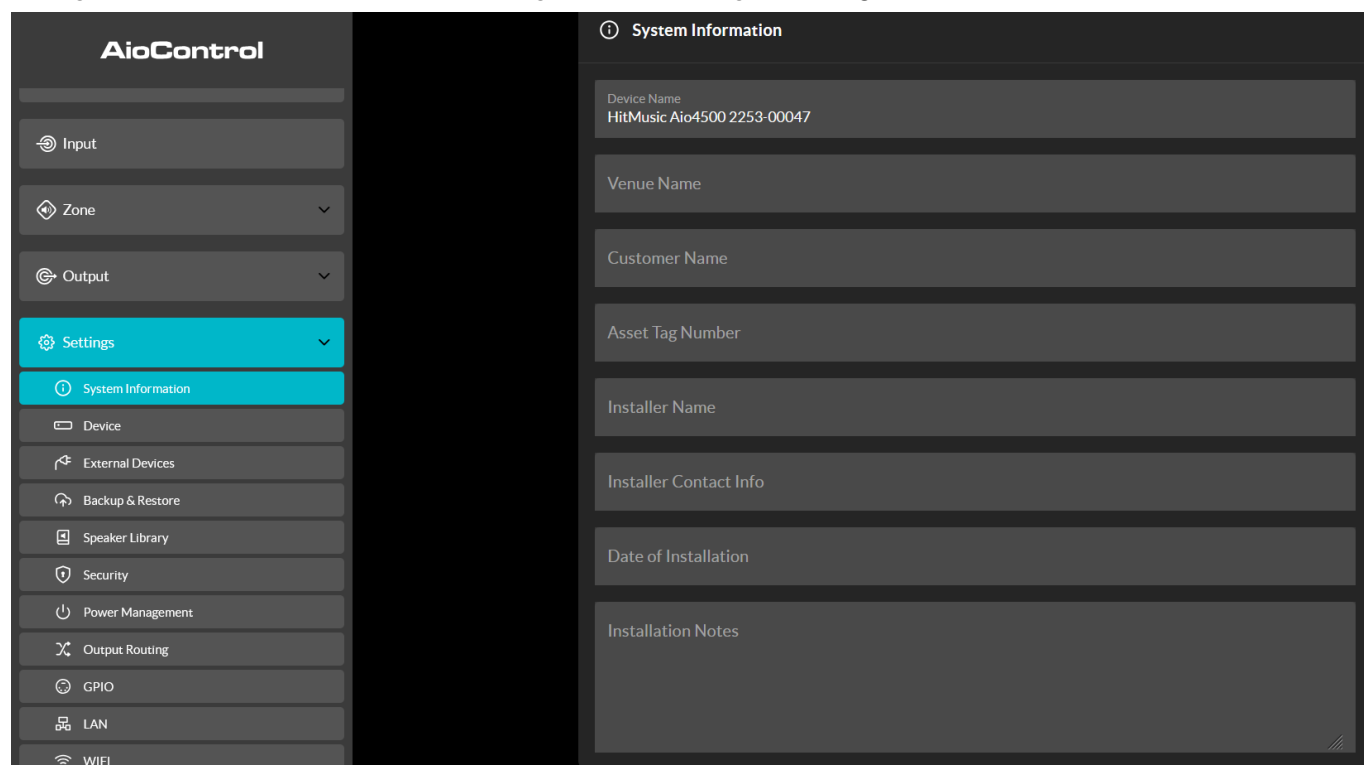 AioControl
Input
Zone
Output
Settings
System Information
Device
External Devices
Backup & Restore
Speaker Library
Security
Power Management
Output Routing
GPIO
LAN
WIFI
System Information
Device Name
HitMusic Aio4500 2253-00047
Venue Name
Customer Name
Asset Tag Number
Installer Name
Installer Contact Info
Date of Installation
Installation Notes